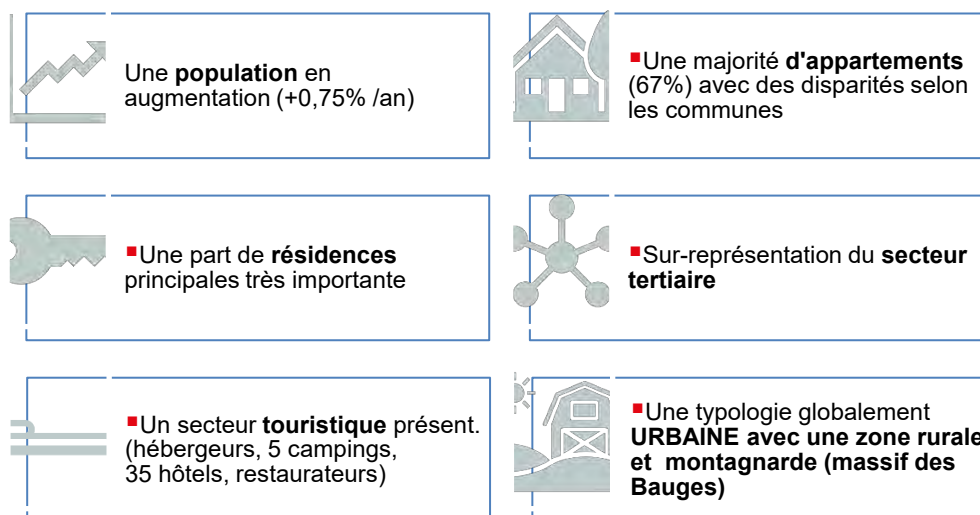 Une population en
augmentation (+0,75% /an)
▪Une majorité d'appartements
(67%) avec des disparités selon
les communes
▪Une part de résidences
principales très importante
▪Sur-représentation du secteur
tertiaire
▪Un secteur touristique présent.
(hébergeurs, 5 campings,
35 hôtels, restaurateurs)
▪Une typologie globalement
URBAINE avec une zone rurale
et montagnarde (massif des
Bauges)